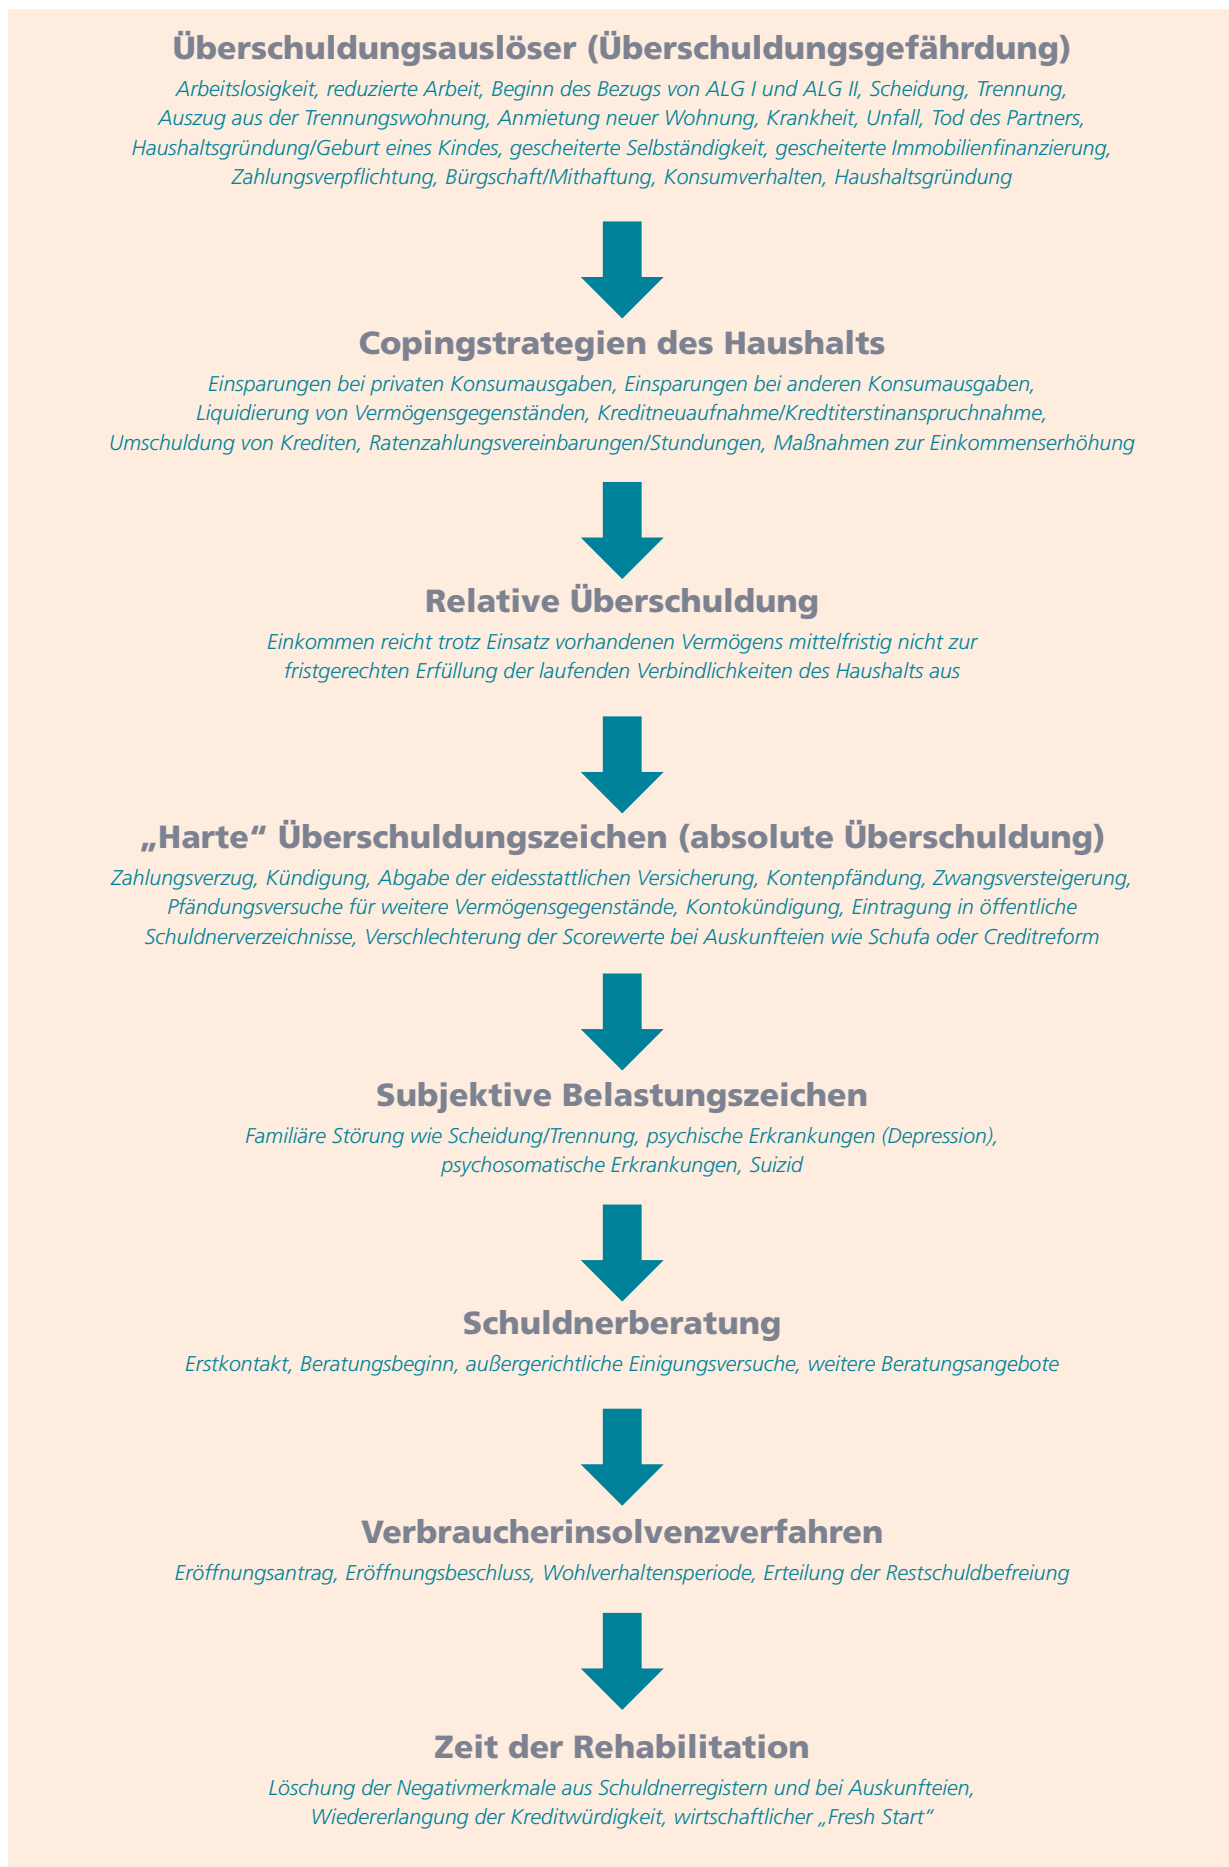 Überschuldungsauslöser (Überschuldungsgefährdung)
Arbeitslosigkeit, reduzierte Arbeit, Beginn des Bezugs von ALG I und ALG II, Scheidung, Trennung,
Auszug aus der Trennungswohnung, Anmietung neuer Wohnung, Krankheit, Unfall, Tod des Partners,
Haushaltsgründung/Geburt eines Kindes, gescheiterte Selbständigkeit, gescheiterte Immobilienfinanzierung,
Zahlungsverpflichtung, Bürgschaft/Mithaftung, Konsumverhalten, Haushaltsgründung
Copingstrategien des Haushalts
Einsparungen bei privaten Konsumausgaben, Einsparungen bei anderen Konsumausgaben,
Liquidierung von Vermögensgegenständen, Kreditneuaufnahme/Kredtiterstinanspruchnahme,
Umschuldung von Krediten, Ratenzahlungsvereinbarungen/Stundungen, Maßnahmen zur Einkommenserhöhung
Relative Überschuldung
Einkommen reicht trotz Einsatz vorhandenen Vermögens mittelfristig nicht zur
fristgerechten Erfüllung der laufenden Verbindlichkeiten des Haushalts aus
„Harte“ Überschuldungszeichen (absolute Überschuldung)
Zahlungsverzug, Kündigung, Abgabe der eidesstattlichen Versicherung, Kontenpfändung, Zwangsversteigerung,
Pfändungsversuche für weitere Vermögensgegenstände, Kontokündigung, Eintragung in öffentliche
Schuldnerverzeichnisse, Verschlechterung der Scorewerte bei Auskunfteien wie Schufa oder Creditreform
Subjektive Belastungszeichen
Familiäre Störung wie Scheidung/Trennung, psychische Erkrankungen (Depression),
psychosomatische Erkrankungen, Suizid
Schuldnerberatung
Erstkontakt, Beratungsbeginn, außergerichtliche Einigungsversuche, weitere Beratungsangebote
Verbraucherinsolvenzverfahren
Eröffnungsantrag, Eröffnungsbeschluss, Wohlverhaltensperiode, Erteilung der Restschuldbefreiung
Zeit der Rehabilitation
Löschung der Negativmerkmale aus Schuldnerregistern und bei Auskunfteien,
Wiedererlangung der Kreditwürdigkeit, wirtschaftlicher „Fresh Start“